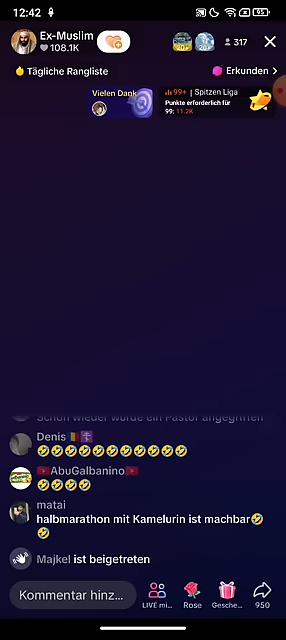 12:42
95
Ex-Muslim
108.1K
317
Tägliche Rangliste
Erkunden
Vielen Dank
99+ | Spitzen Liga
Punkte erforderlich für
99: 11.2K
Schon wieder wurde ein Pastor angegriffen
Denis
AbuGalbanino
matai
halbmarathon mit Kamelurin ist machbar🤣
🤣
Majkel ist beigetreten
Kommentar hinz...
LIVE mi...
Rose
Gesche...
950